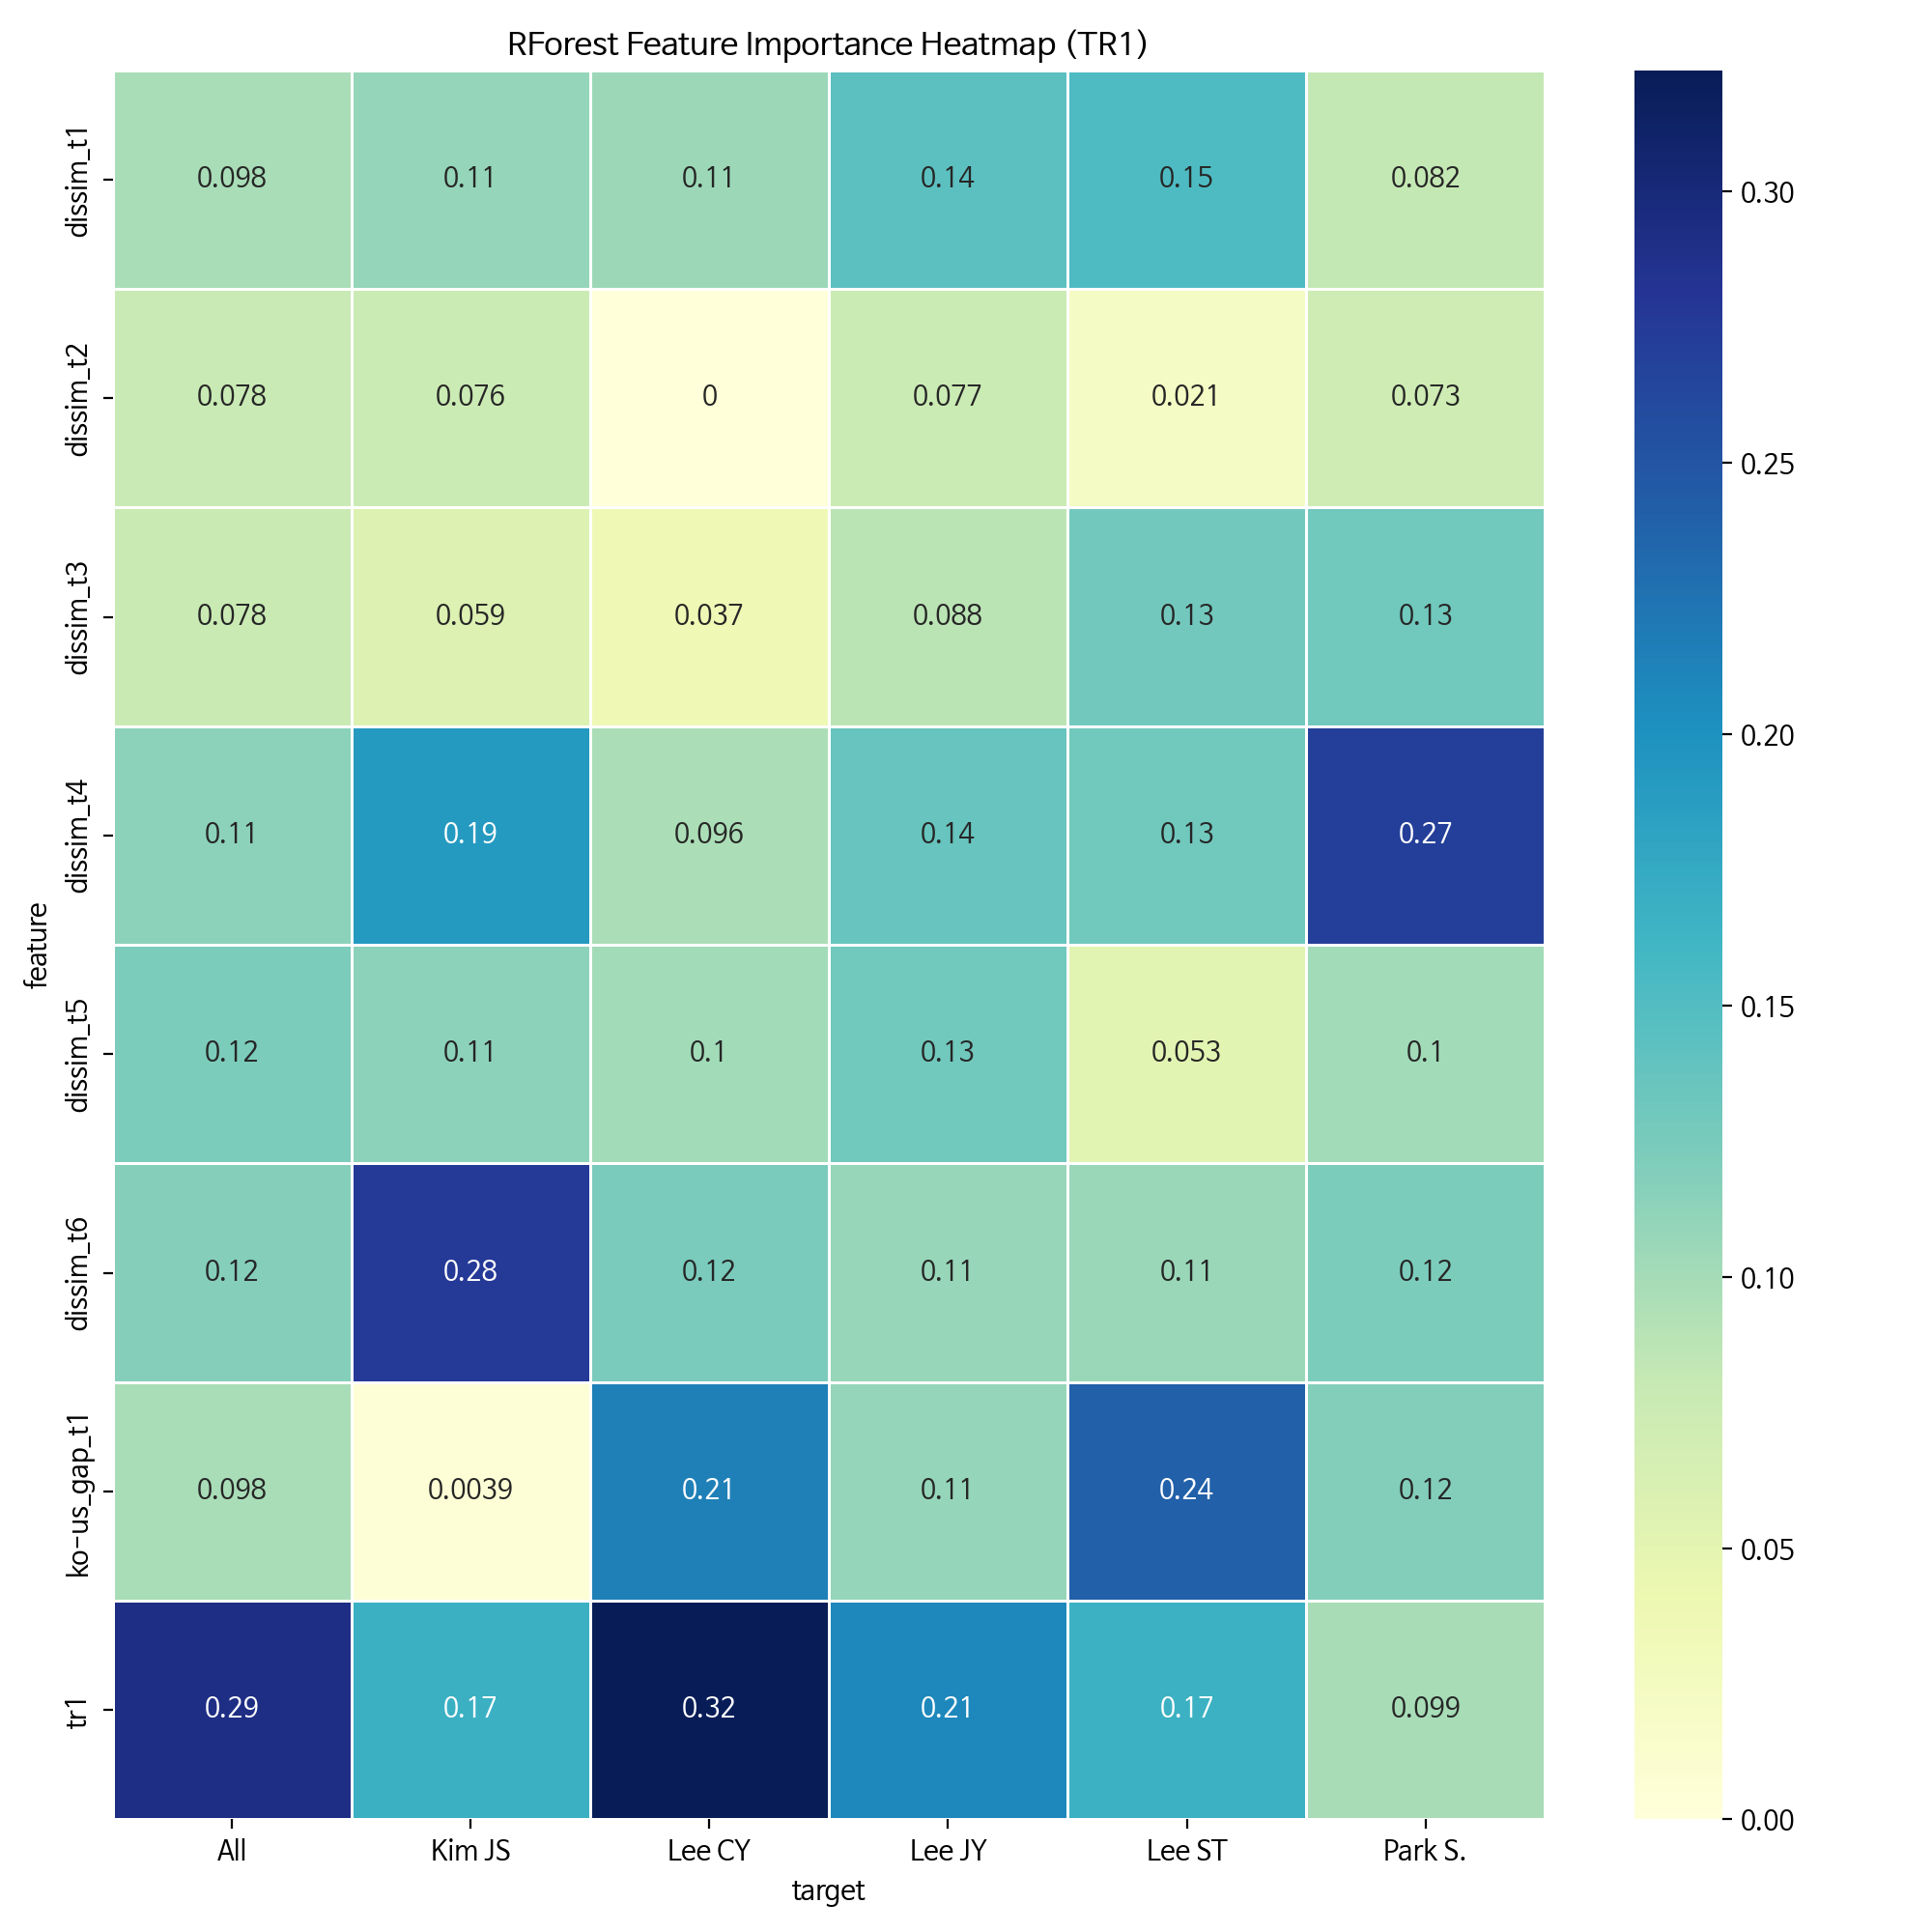 RForest Feature Importance Heatmap (TR1)
feature
dissim_t1 0.098 0.11 0.11 0.14 0.15 0.082
dissim_t2 0.078 0.076 0 0.077 0.021 0.073
dissim_t3 0.078 0.059 0.037 0.088 0.13 0.13
dissim_t4 0.11 0.19 0.096 0.14 0.13 0.27
dissim_t5 0.12 0.11 0.1 0.13 0.053 0.1
dissim_t6 0.12 0.28 0.12 0.11 0.11 0.12
ko-us_gap_t1 0.098 0.0039 0.21 0.11 0.24 0.12
tr1 0.29 0.17 0.32 0.21 0.17 0.099
All Kim JS Lee CY Lee JY Lee ST Park S.
target
0.30
0.25
0.20
0.15
0.10
0.05
0.00